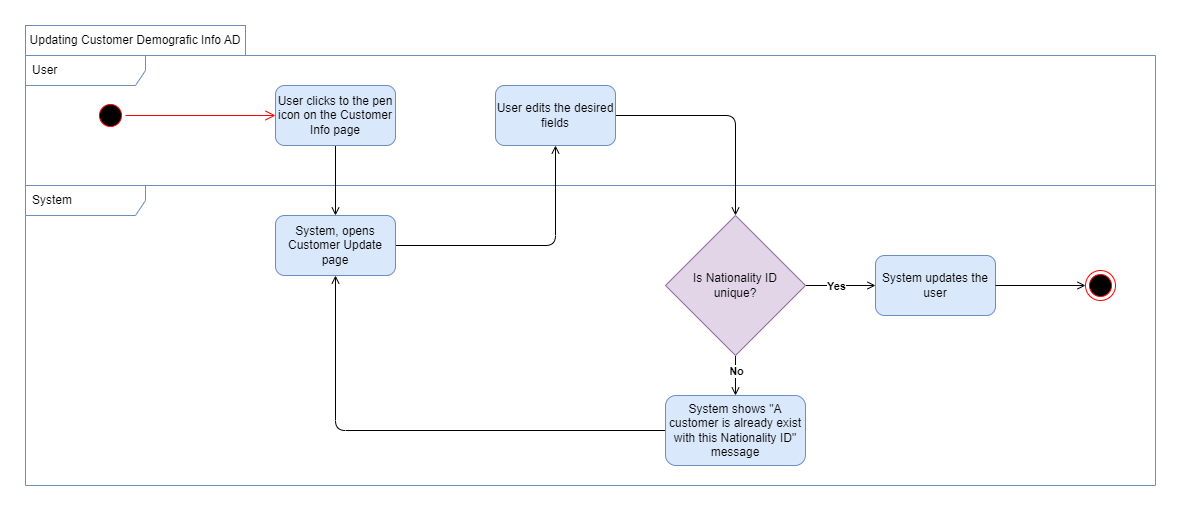 Updating Customer Demografic Info AD
User
User clicks to the pen
icon on the Customer
Info page
User edits the desired
fields
System
System, opens
Customer Update
page
Is Nationality ID
unique?
Yes
System updates the
user
No
System shows "A
customer is already exist
with this Nationality ID"
message